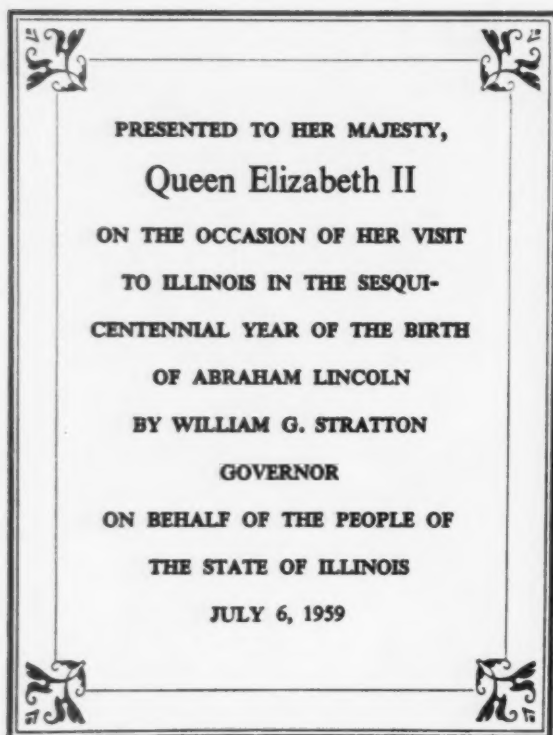 PRESENTED TO HER MAJESTY,
Queen Elizabeth II
ON THE OCCASION OF HER VISIT
TO ILLINOIS IN THE SESQUI-
CENTENNIAL YEAR OF THE BIRTH
OF ABRAHAM LINCOLN
BY WILLIAM G. STRATTON
GOVERNOR
ON BEHALF OF THE PEOPLE OF
THE STATE OF ILLINOIS
JULY 6, 1959